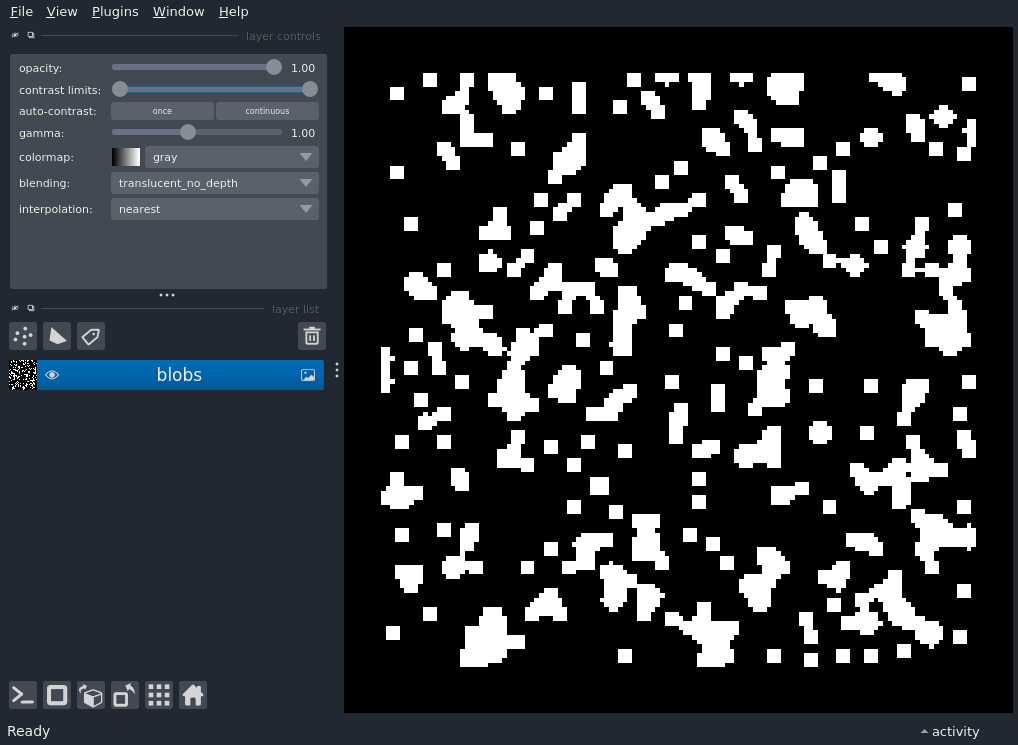 File View Plugins Window Help
layer controls
opacity: 1.00
contrast limits:
auto-contrast: once continuous
gamma: 1.00
colormap: gray
blending: translucent_no_depth
interpolation: nearest
layer list
blobs
Ready
activity